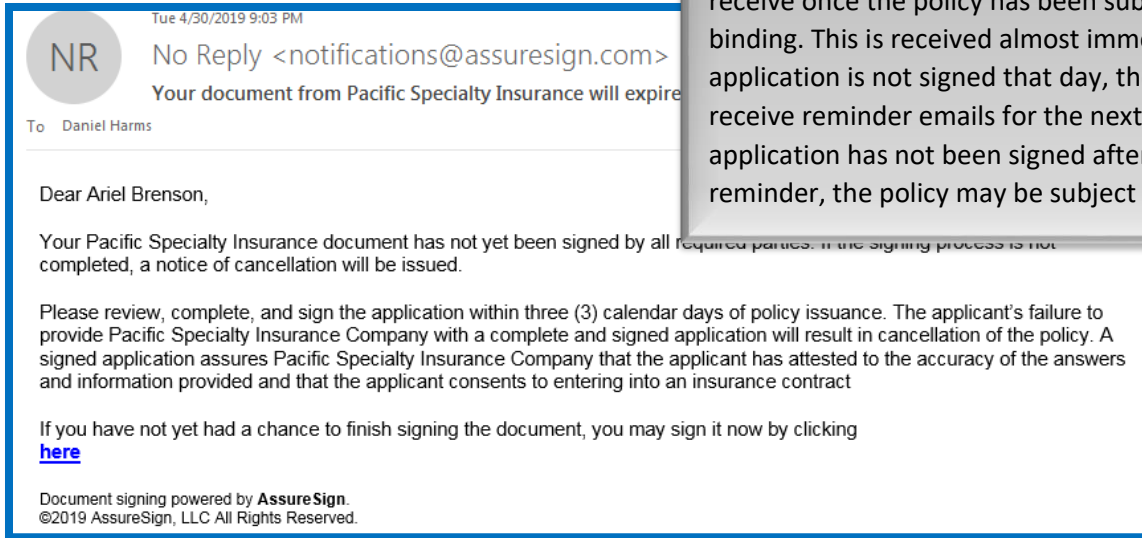 Tue 4/30/2019 9:03 PM
NR
No Reply <notifications@assuresign.com>
Your document from Pacific Specialty Insurance will expire
To Daniel Harms
receive once the policy has been
binding. This is received almost
application is not signed that day,
receive reminder emails for the next
application has not been signed
reminder, the policy may be subject
Dear Ariel Brenson,
Your Pacific Specialty Insurance document has not yet been signed by all required parties. If the signing process is not
completed, a notice of cancellation will be issued.
Please review, complete, and sign the application within three (3) calendar days of policy issuance. The applicant's failure to
provide Pacific Specialty Insurance Company with a complete and signed application will result in cancellation of the policy. A
signed application assures Pacific Specialty Insurance Company that the applicant has attested to the accuracy of the answers
and information provided and that the applicant consents to entering into an insurance contract
If you have not yet had a chance to finish signing the document, you may sign it now by clicking
here
Document signing powered by AssureSign.
©2019 AssureSign, LLC All Rights Reserved.